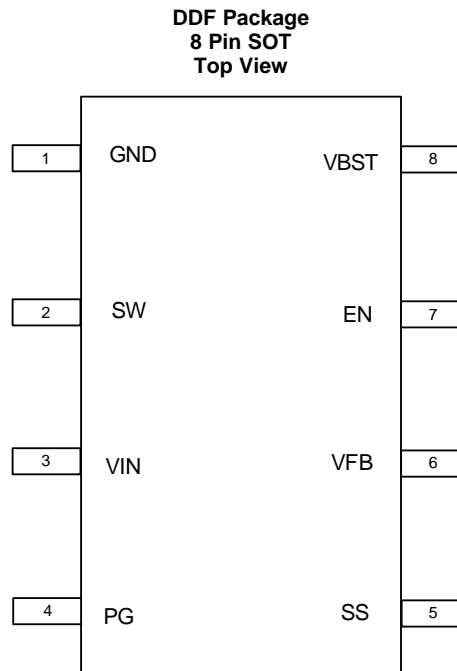 DDF Package
8 Pin SOT
Top View
1 GND VBST 8
2 SW EN 7
3 VIN VFB 6
4 PG SS 5